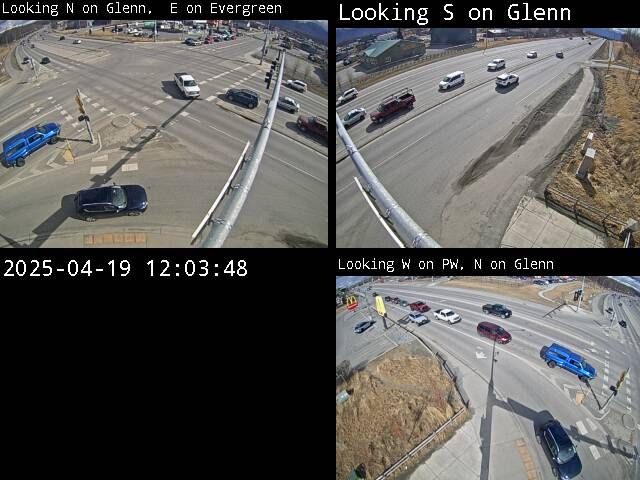 Looking N on Glenn, E on Evergreen
Looking S on Glenn
2025-04-19 12:03:48
Looking W on PW, N on Glenn